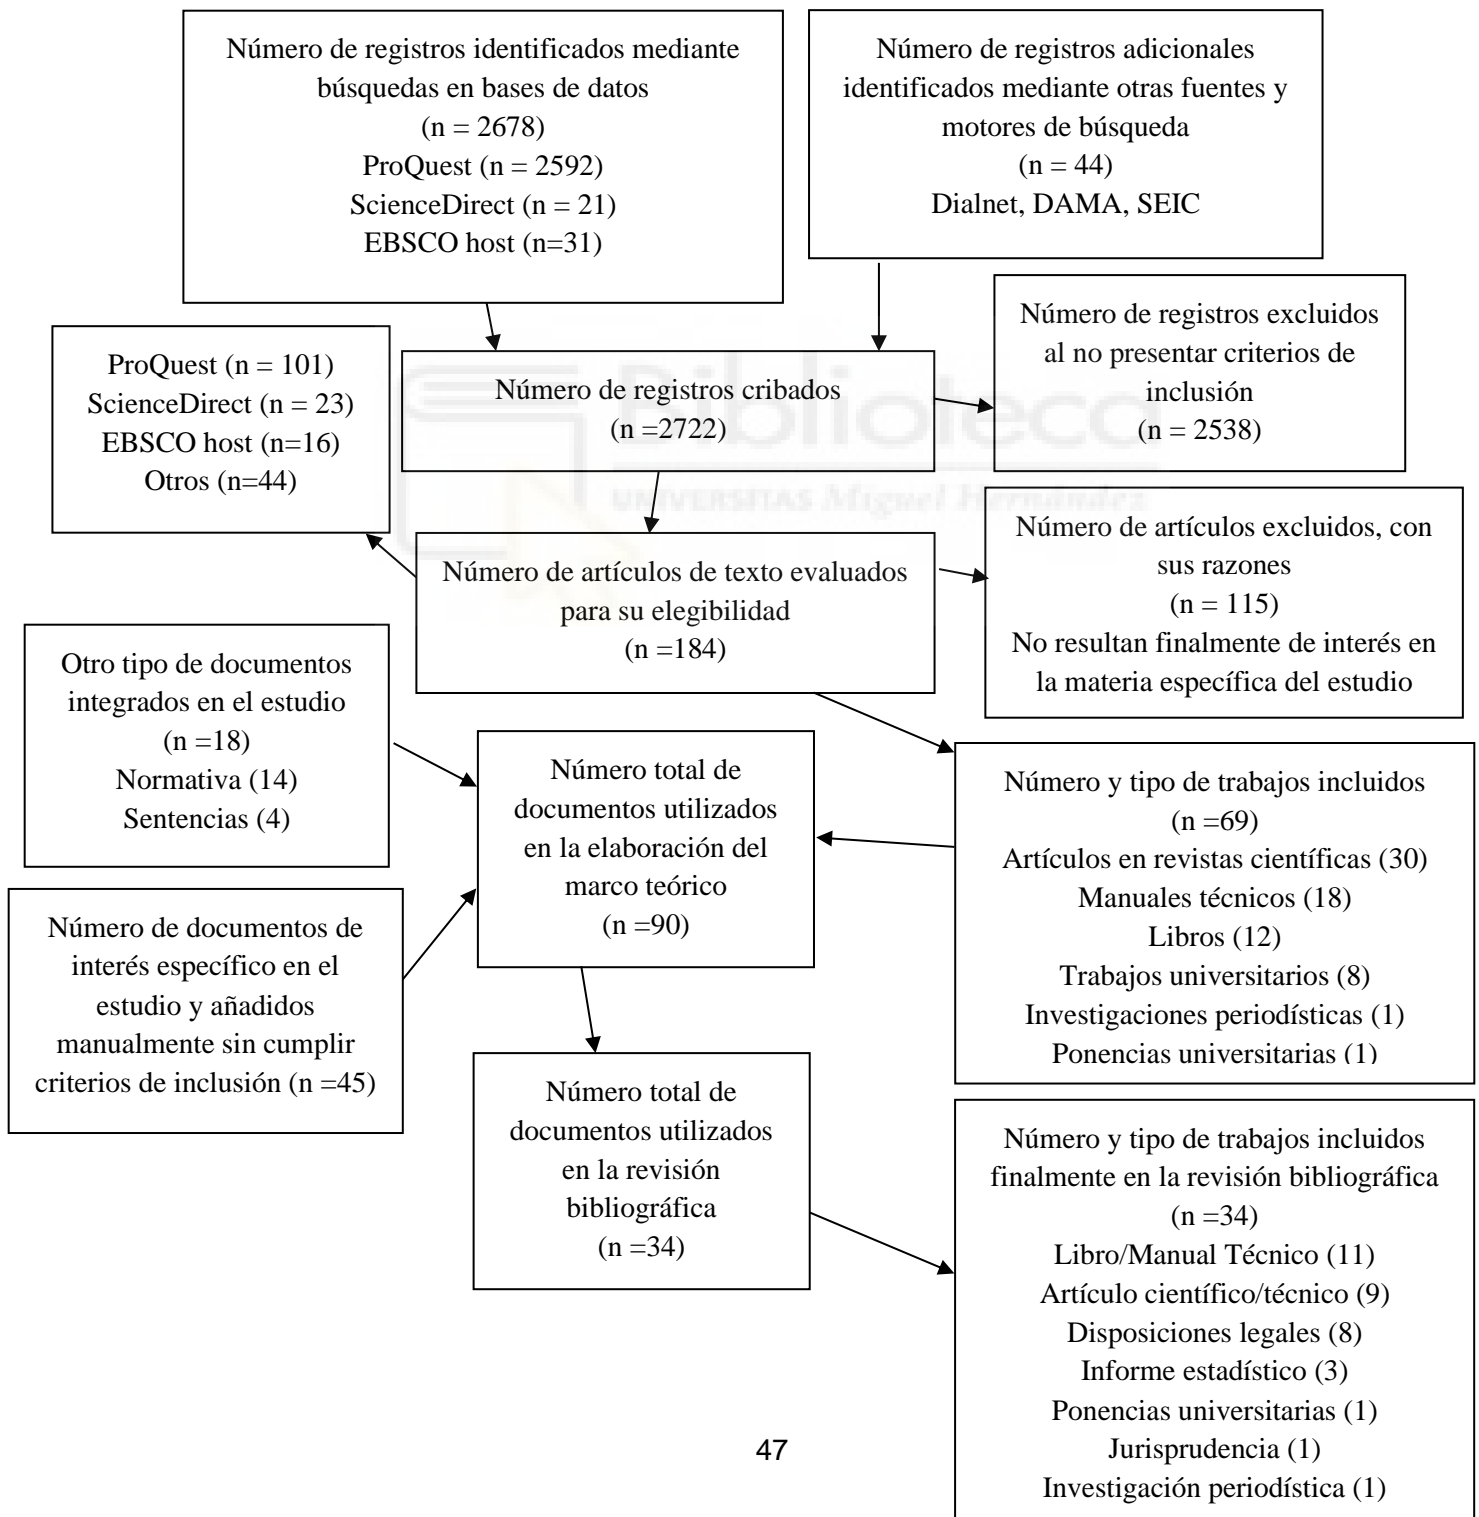 Número de registros identificados mediante
búsquedas en bases de datos
(n = 2678)
ProQuest (n = 2592)
ScienceDirect (n = 21)
EBSCO host (n=31)
Número de registros adicionales
identificados mediante otras fuentes y
motores de búsqueda
(n = 44)
Dialnet, DAMA, SEIC
Número de registros excluidos
al no presentar criterios de
inclusión
(n = 2538)
ProQuest (n = 101)
ScienceDirect (n = 23)
EBSCO host (n=16)
Otros (n=44)
Número de registros cribados
(n =2722)
Biblioteca
UNIVERSITAS Miguel Hernández
Número de artículos de texto evaluados
para su elegibilidad
(n =184)
Número de artículos excluidos, con
sus razones
(n = 115)
No resultan finalmente de interés en
la materia específica del estudio
Otro tipo de documentos
integrados en el estudio
(n =18)
Normativa (14)
Sentencias (4)
Número total de
documentos utilizados
en la elaboración del
marco teórico
(n =90)
Número y tipo de trabajos incluidos
(n =69)
Artículos en revistas científicas (30)
Manuales técnicos (18)
Libros (12)
Trabajos universitarios (8)
Investigaciones periodísticas (1)
Ponencias universitarias (1)
Número de documentos de
interés específico en el
estudio y añadidos
manualmente sin cumplir
criterios de inclusión (n =45)
Número total de
documentos utilizados
en la revisión
bibliográfica
(n =34)
Número y tipo de trabajos incluidos
finalmente en la revisión bibliográfica
(n =34)
Libro/Manual Técnico (11)
Artículo científico/técnico (9)
Disposiciones legales (8)
Informe estadístico (3)
Ponencias universitarias (1)
Jurisprudencia (1)
Investigación periodística (1)
47